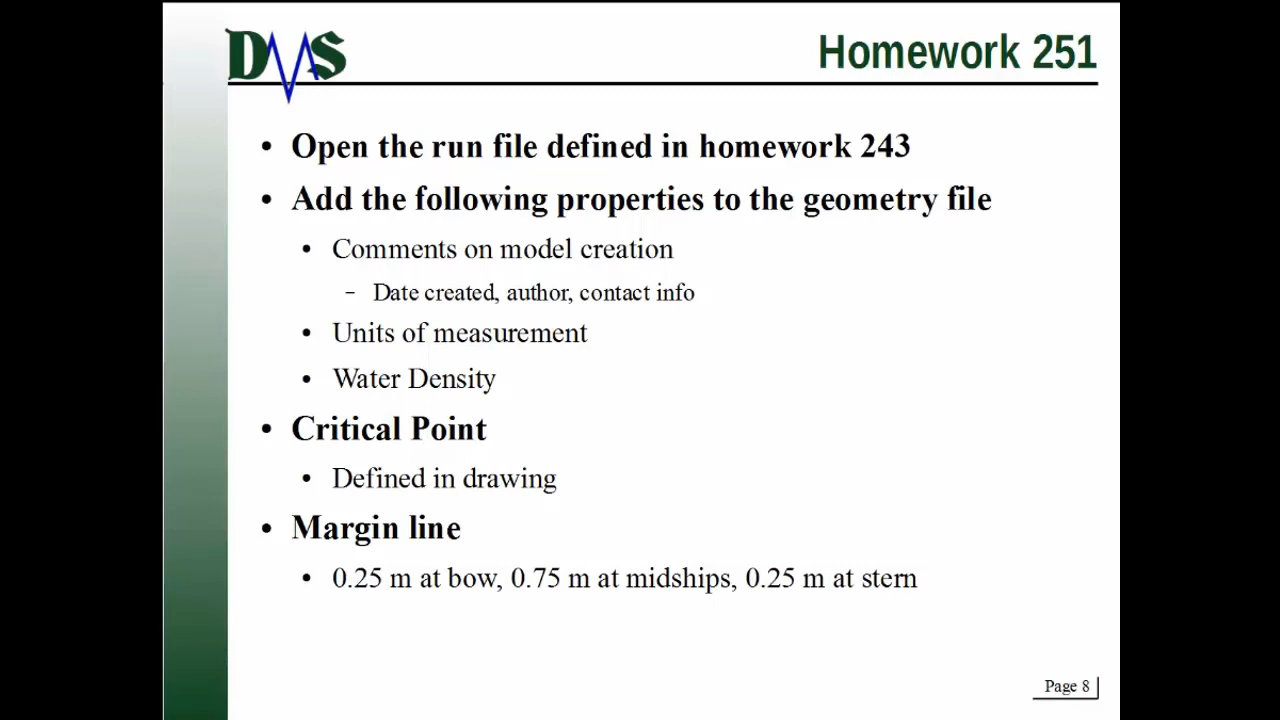 DMS
Homework 251
• Open the run file defined in homework 243
• Add the following properties to the geometry file
• Comments on model creation
– Date created, author, contact info
• Units of measurement
• Water Density
• Critical Point
• Defined in drawing
• Margin line
• 0.25 m at bow, 0.75 m at midships, 0.25 m at stern
Page 8